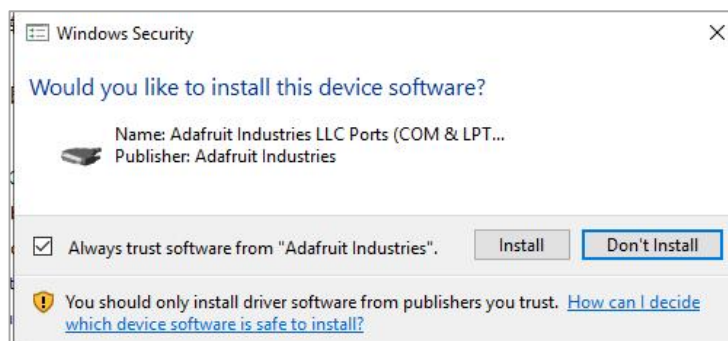 Windows Security
Would you like to install this device software?
Name: Adafruit Industries LLC Ports (COM & LPT...
Publisher: Adafruit Industries
Always trust software from "Adafruit Industries".
Install
Don't Install
You should only install driver software from publishers you trust. How can I decide
which device software is safe to install?